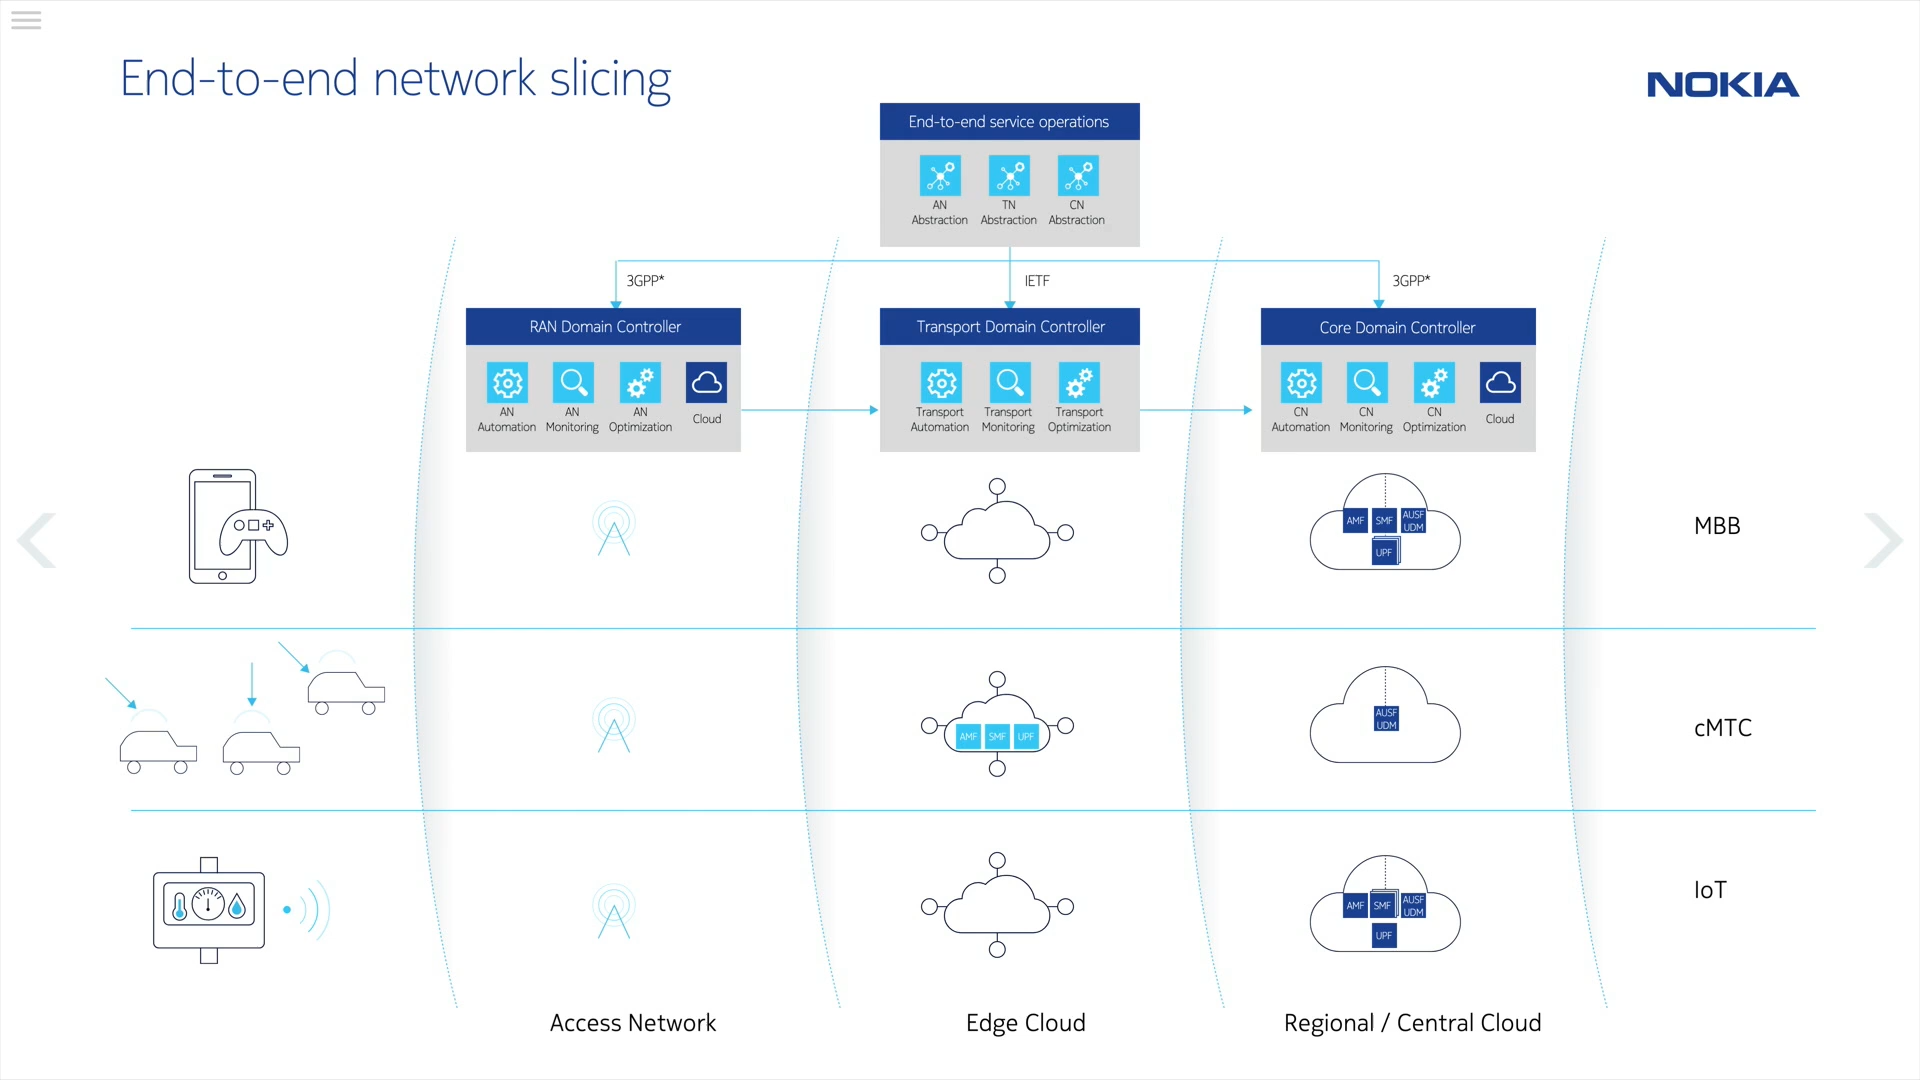 End-to-end network slicing
NOKIA
End-to-end service operations
AN
Abstraction
TN
Abstraction
CN
Abstraction
3GPP*
IETF
3GPP*
RAN Domain Controller
AN
Automation
AN
Monitoring
AN
Optimization
Cloud
Transport Domain Controller
Transport
Automation
Transport
Monitoring
Transport
Optimization
Core Domain Controller
CN
Automation
CN
Monitoring
CN
Optimization
Cloud
AMF
SMF
AUSF
UDM
UPF
MBB
AMF
SMF
UPF
AUSF
UDM
cMTC
AMF
SMF
AUSF
UDM
UPF
IoT
Access Network
Edge Cloud
Regional / Central Cloud